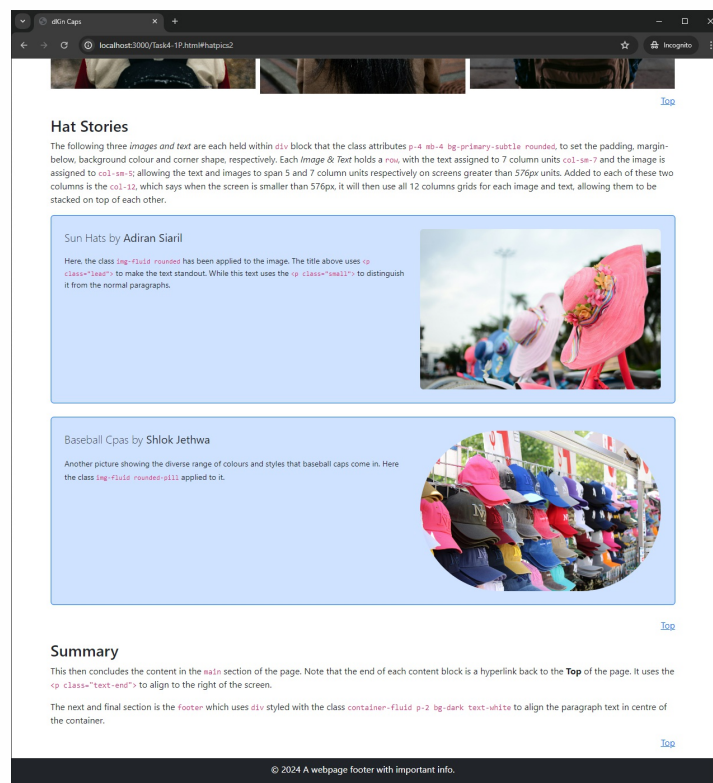 dKin Caps
localhost:3000/Task4-1P.html#hatpics2
Incognito
Top
Hat Stories
The following three images and text are each held within div block that the class attributes p-4 mb-4 bg-primary-subtle rounded, to set the padding, margin-
below, background colour and corner shape, respectively. Each Image & Text holds a row, with the text assigned to 7 column units col-sm-7 and the image is
assigned to col-sm-5; allowing the text and images to span 5 and 7 column units respectively on screens greater than 576px units. Added to each of these two
columns is the col-12, which says when the screen is smaller than 576px, it will then use all 12 columns grids for each image and text, allowing them to be
stacked on top of each other.
Sun Hats by Adiran Siaril
Here, the class img-fluid rounded has been applied to the image. The title above uses <p
class="lead"> to make the text standout. While this text uses the <p class="small"> to distinguish
it from the normal paragraphs.
Baseball Cpas by Shlok Jethwa
Another picture showing the diverse range of colours and styles that baseball caps come in. Here
the class img-fluid rounded-pill applied to it.
Top
Summary
This then concludes the content in the main section of the page. Note that the end of each content block is a hyperlink back to the Top of the page. It uses the
<p class="text-end"> to align to the right of the screen.
The next and final section is the footer which uses div styled with the class container-fluid p-2 bg-dark text-white to align the paragraph text in centre of
the container.
Top
© 2024 A webpage footer with important info.